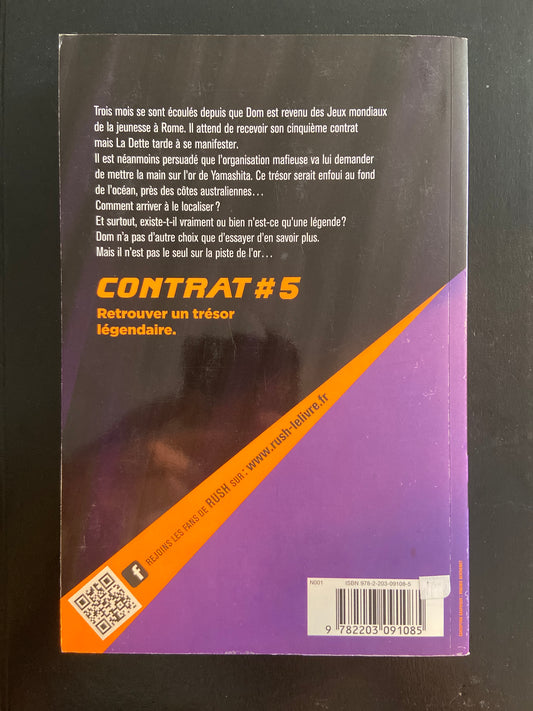 Trois mois se sont écoulés depuis que Dom est revenu des Jeux mondiaux
de la jeunesse à Rome. Il attend de recevoir son cinquième contrat
mais La Dette tarde à se manifester.
Il est néanmoins persuadé que l'organisation mafieuse va lui demander
de mettre la main sur l'or de Yamashita. Ce trésor serait enfoui au fond
de l'océan, près des côtes australiennes...
Comment arriver à le localiser ?
Et surtout, existe-t-il vraiment ou bien n'est-ce qu'une légende ?
Dom n'a pas d'autre choix que d'essayer d'en savoir plus.
Mais il n'est pas le seul sur la piste de l'or...
CONTRAT # 5
Retrouver un trésor
légendaire.
f REJOINS LES FANS DE RUSH SUR : www.rush-lelivre.fr
N001 ISBN 978-2-203-09108-5
9 782203 091085